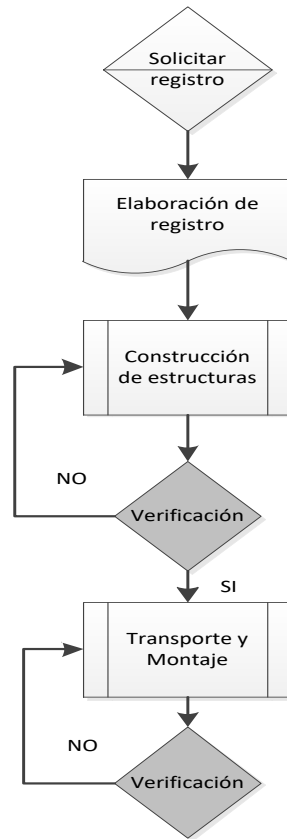 Solicitar
registro
Elaboración de
registro
Construcción
de estructuras
NO
Verificación
SI
Transporte y
Montaje
NO
Verificación